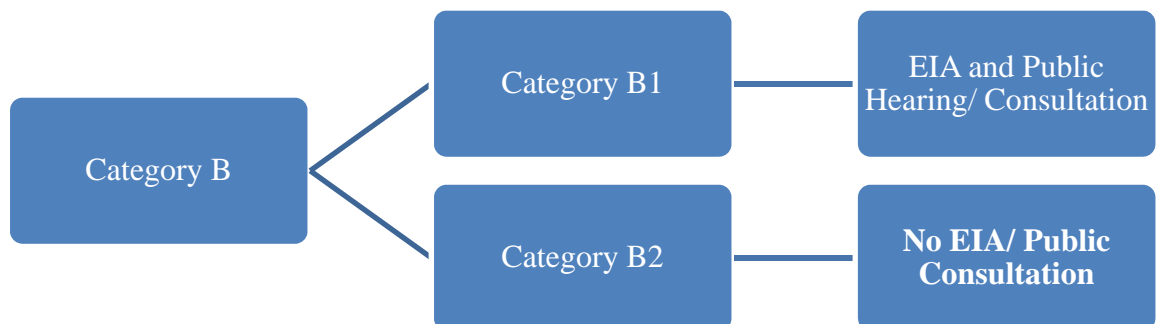 Category B
Category B1
EIA and Public
Hearing/ Consultation
Category B2
No EIA/ Public
Consultation